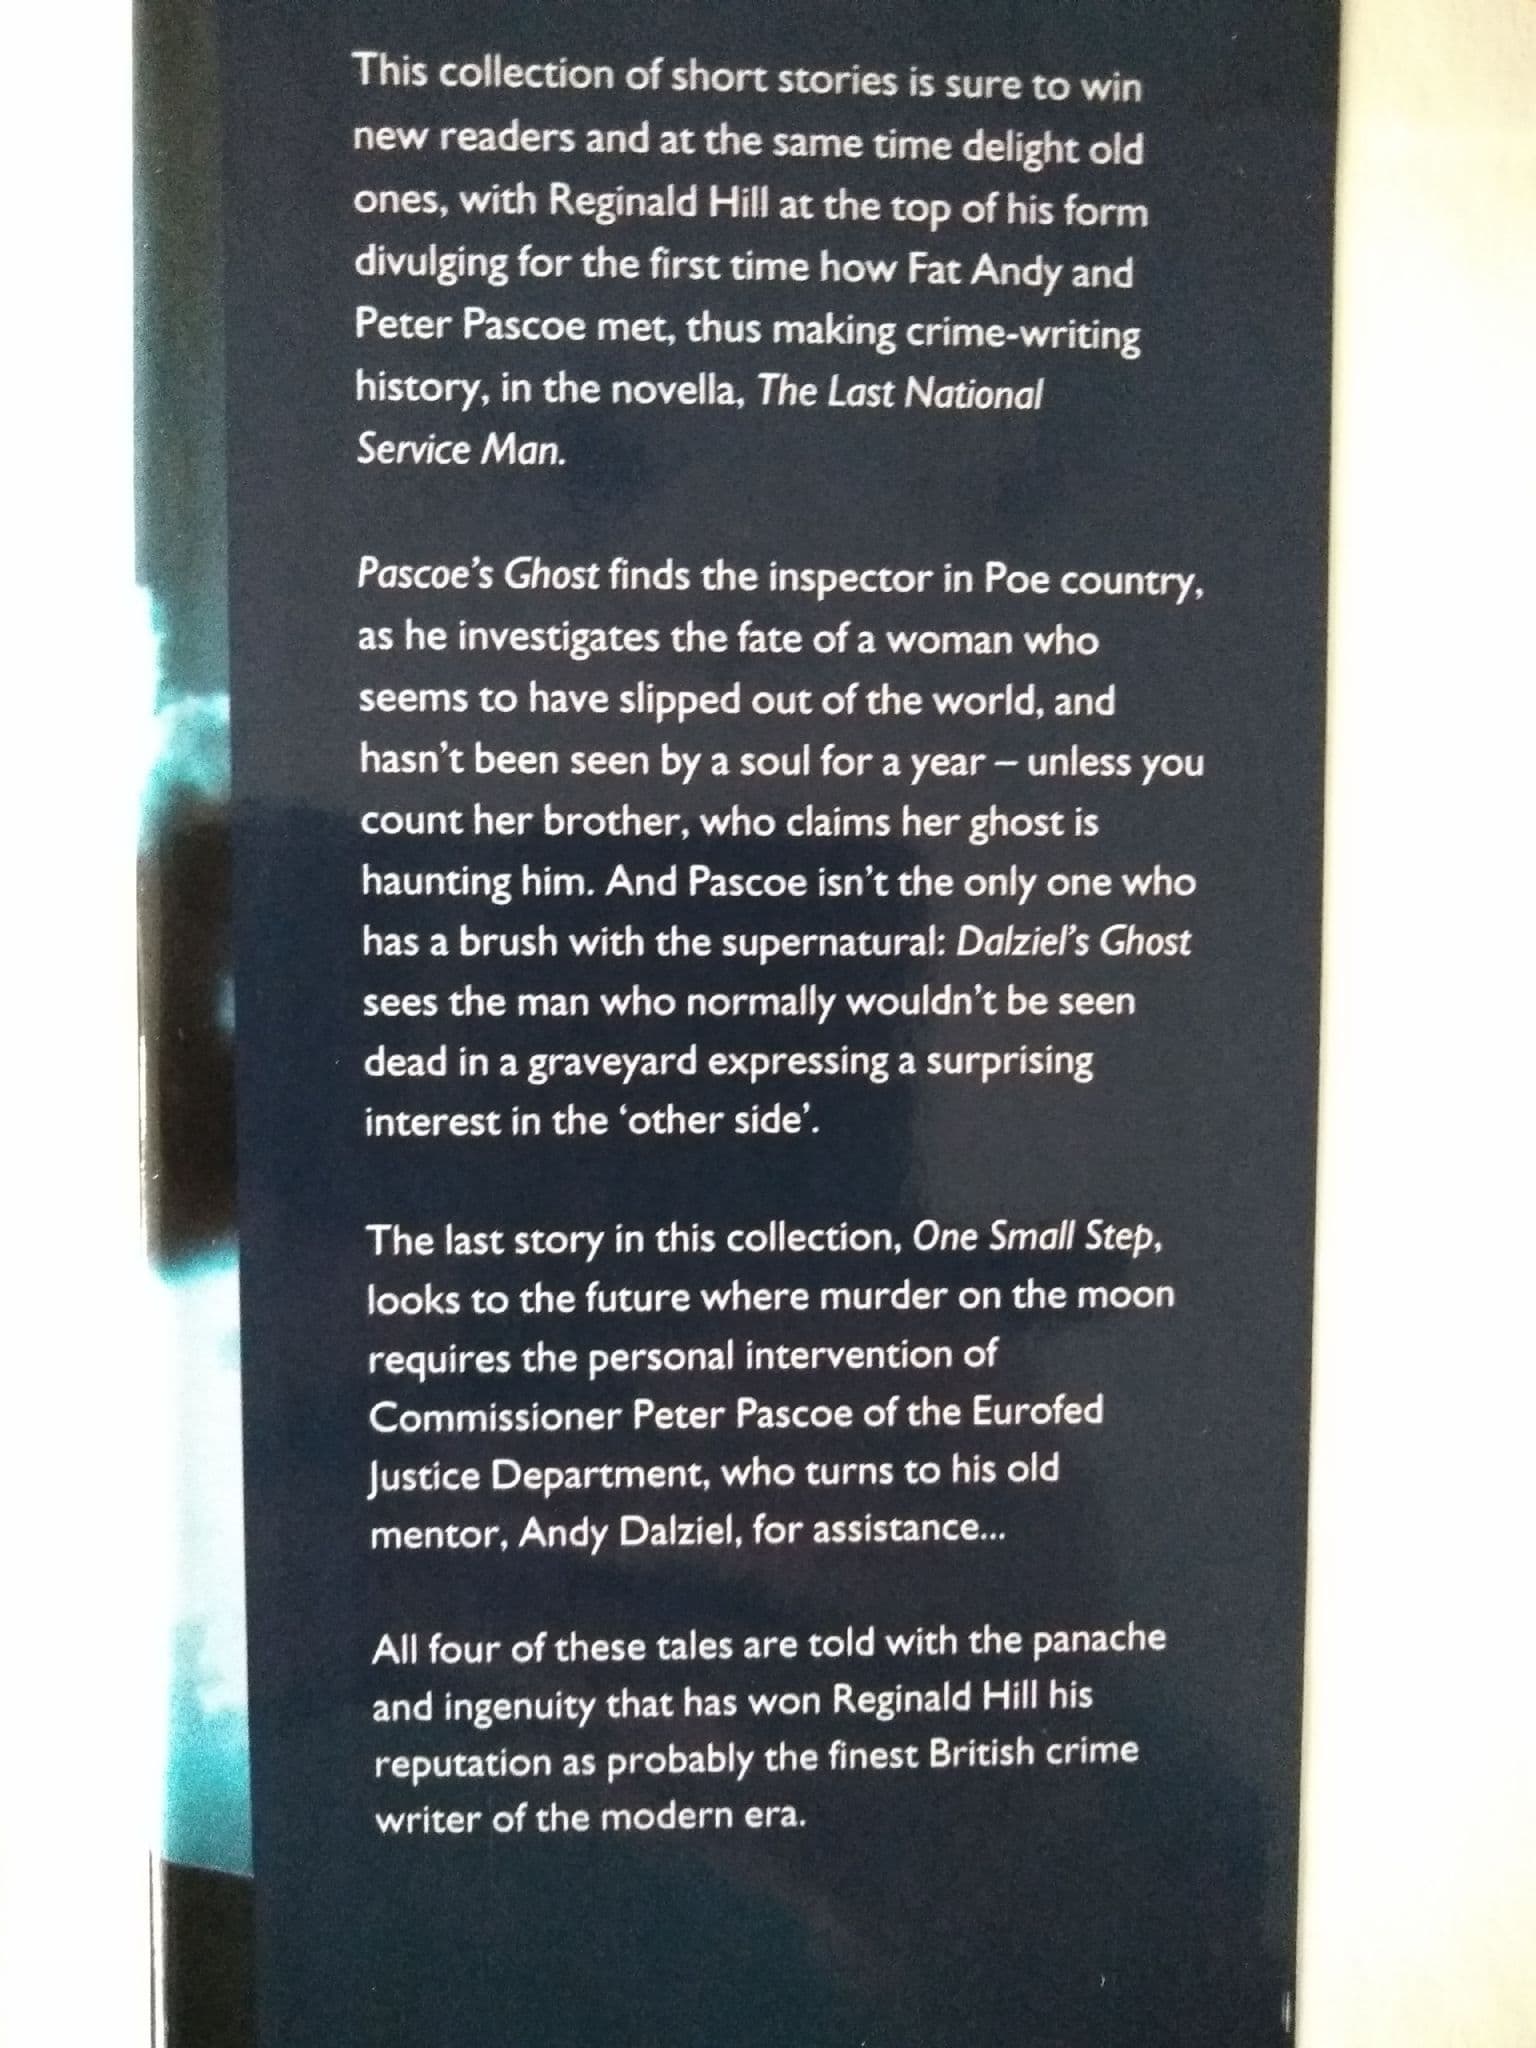 This collection of short stories is sure to win
new readers and at the same time delight old
ones, with Reginald Hill at the top of his form
divulging for the first time how Fat Andy and
Peter Pascoe met, thus making crime-writing
history, in the novella, The Last National
Service Man.
Pascoe's Ghost finds the inspector in Poe country,
as he investigates the fate of a woman who
seems to have slipped out of the world, and
hasn't been seen by a soul for a year – unless you
count her brother, who claims her ghost is
haunting him. And Pascoe isn't the only one who
has a brush with the supernatural: Dalziel's Ghost
sees the man who normally wouldn't be seen
dead in a graveyard expressing a surprising
interest in the ‘other side’.
The last story in this collection, One Small Step,
looks to the future where murder on the moon
requires the personal intervention of
Commissioner Peter Pascoe of the Eurofed
Justice Department, who turns to his old
mentor, Andy Dalziel, for assistance...
All four of these tales are told with the panache
and ingenuity that has won Reginald Hill his
reputation as probably the finest British crime
writer of the modern era.